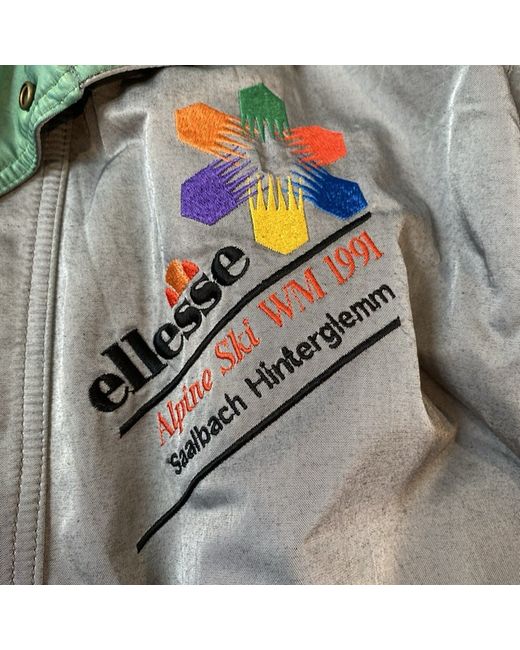 ellesse
Alpine Ski WM 1991
Saalbach Hinterglemm